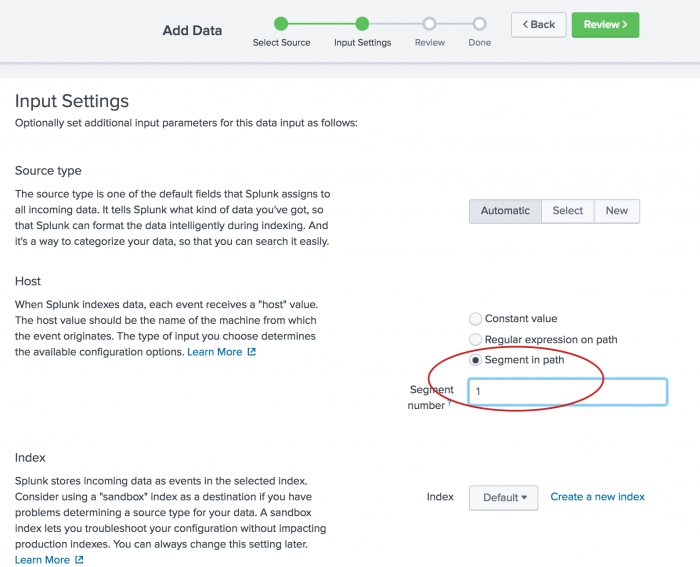 Add Data
Select Source
Input Settings
Review
Done
< Back
Review >
Input Settings
Optionally set additional input parameters for this data input as follows:
Source type
The source type is one of the default fields that Splunk assigns to
all incoming data. It tells Splunk what kind of data you've got, so
that Splunk can format the data intelligently during indexing. And
it's a way to categorize your data, so that you can search it easily.
Automatic
Select
New
Host
When Splunk indexes data, each event receives a "host" value.
The host value should be the name of the machine from which
the event originates. The type of input you choose determines
the available configuration options. Learn More
Constant value
Regular expression on path
Segment in path
Segment
number ?
1
Index
Splunk stores incoming data as events in the selected index.
Consider using a "sandbox" index as a destination if you have
problems determining a source type for your data. A sandbox
index lets you troubleshoot your configuration without impacting
production indexes. You can always change this setting later.
Learn More
Index
Default
Create a new index